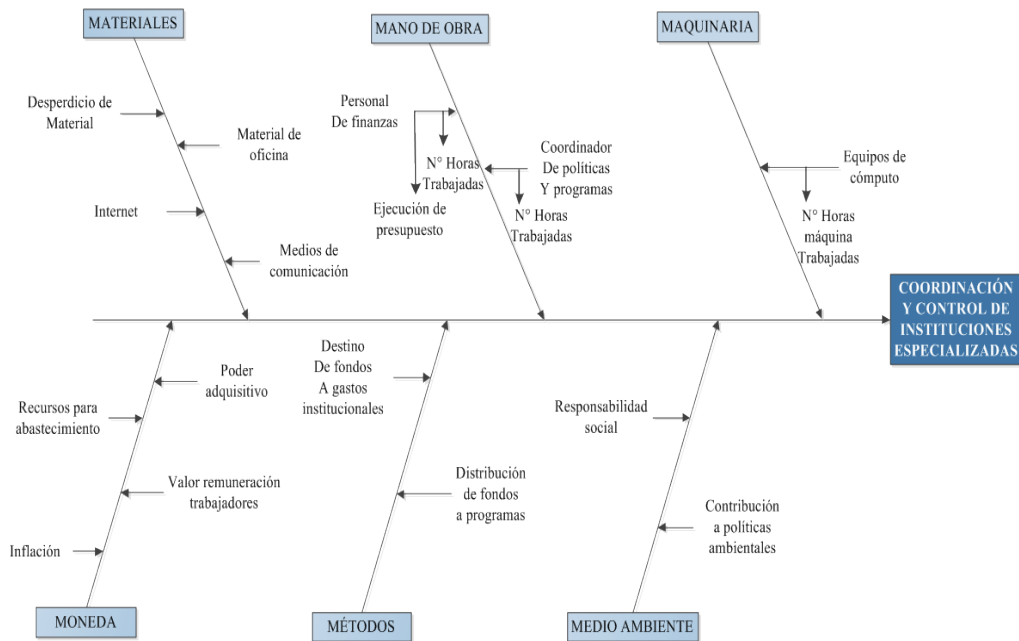 MATERIALES
MANO DE OBRA
MAQUINARIA
Desperdicio de
Material
Material de
oficina
Internet
Medios de
comunicación
Personal
De finanzas
N° Horas
Trabajadas
Ejecución de
presupuesto
Coordinador
De políticas
Y programas
N° Horas
Trabajadas
Equipos de
cómputo
N° Horas
máquina
Trabajadas
COORDINACIÓN
Y CONTROL DE
INSTITUCIONES
ESPECIALIZADAS
Poder
adquisitivo
Recursos para
abastecimiento
Valor remuneración
trabajadores
Inflación
Destino
De fondos
A gastos
institucionales
Distribución
de fondos
a programas
Responsabilidad
social
Contribución
a políticas
ambientales
MONEDA
MÉTODOS
MEDIO AMBIENTE